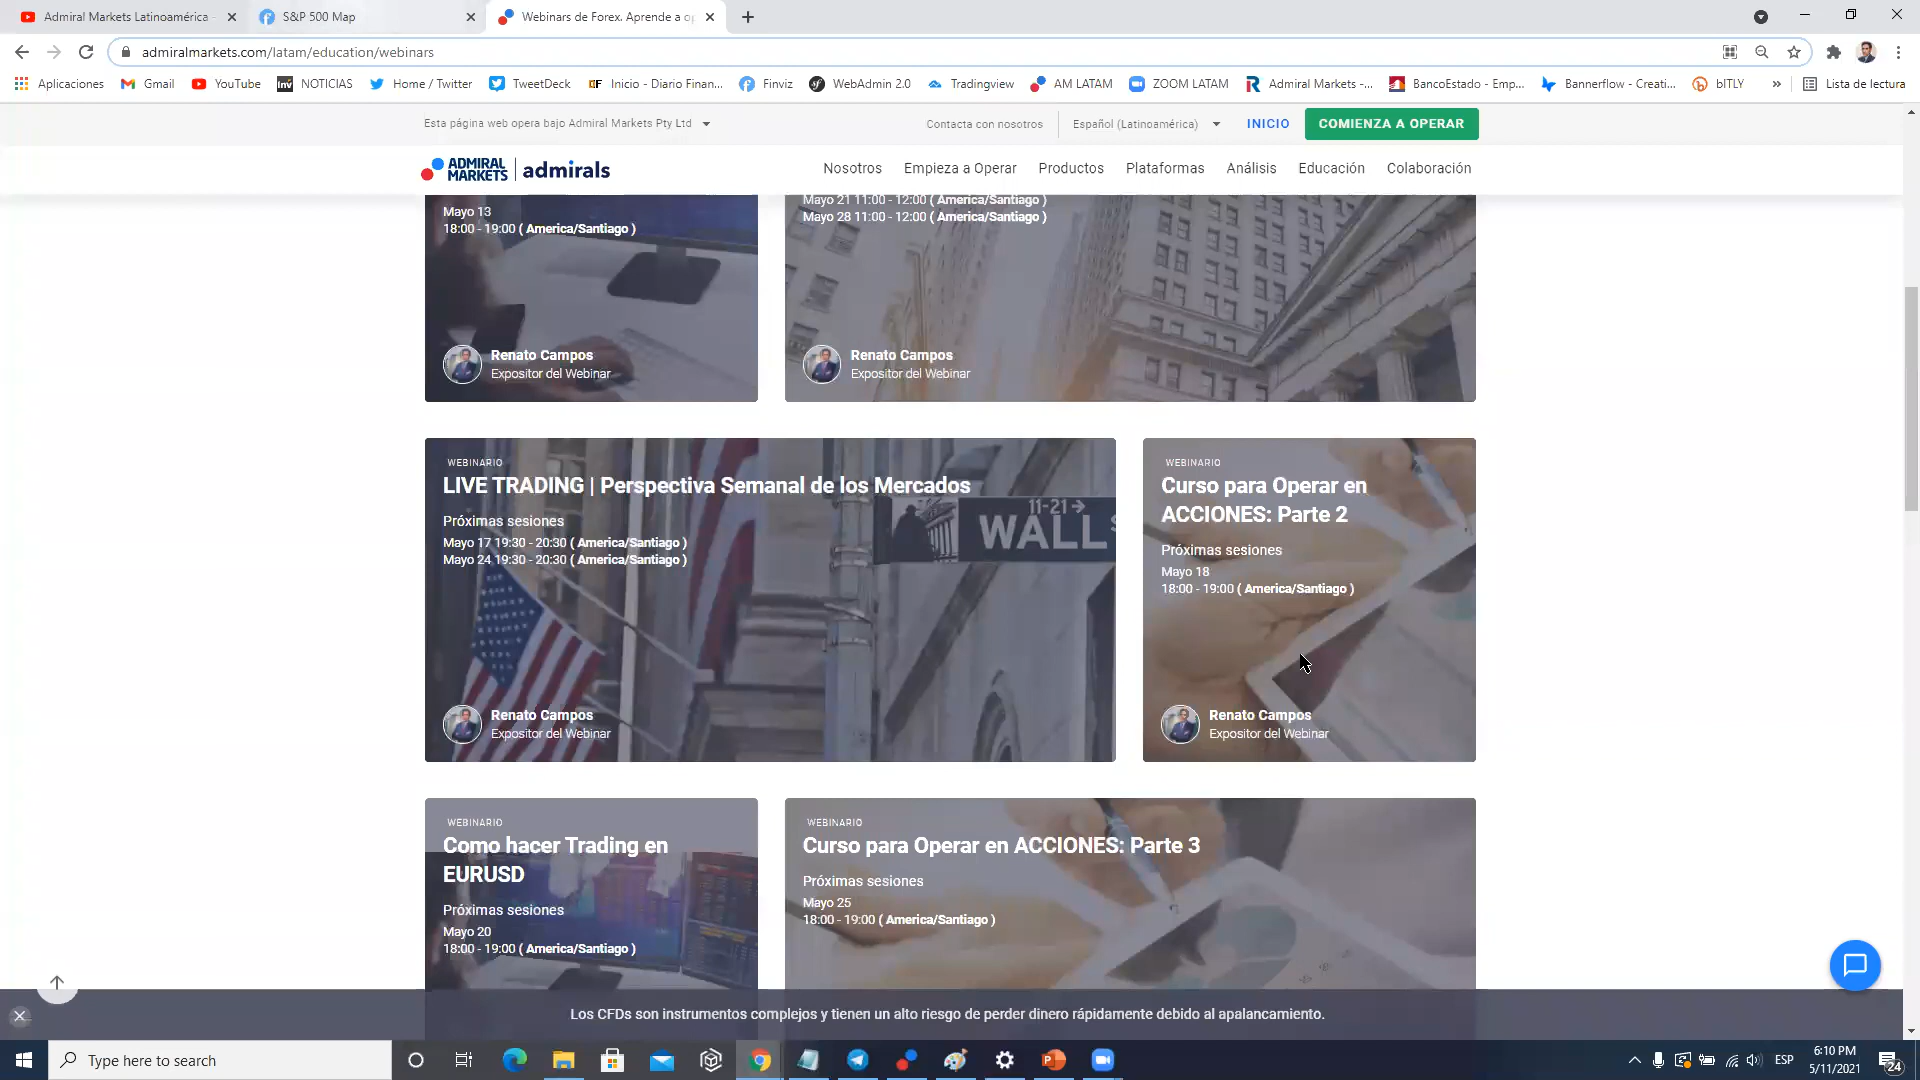 Admiral Markets Latinoamérica
S&P 500 Map
Webinars de Forex. Aprende a op
admiralmarkets.com/latam/education/webinars
Aplicaciones
Gmail
YouTube
inv NOTICIAS
Home / Twitter
TweetDeck
DF Inicio - Diario Finan...
Finviz
WebAdmin 2.0
Tradingview
AM LATAM
ZOOM LATAM
Admiral Markets -...
BancoEstado - Emp...
Bannerflow - Creati...
bITLY
»
Lista de lectura
Esta página web opera bajo Admiral Markets Pty Ltd
Contacta con nosotros
Español (Latinoamérica)
INICIO
COMIENZA A OPERAR
ADMIRAL MARKETS | admirals
Nosotros
Empieza a Operar
Productos
Plataformas
Análisis
Educación
Colaboración
Mayo 13
18:00 - 19:00 ( America/Santiago )
Renato Campos
Expositor del Webinar
Mayo 21 11:00 - 12:00 ( America/Santiago )
Mayo 28 11:00 - 12:00 ( America/Santiago )
Renato Campos
Expositor del Webinar
WEBINARIO
LIVE TRADING | Perspectiva Semanal de los Mercados
Próximas sesiones
Mayo 17 19:30 - 20:30 ( America/Santiago )
Mayo 24 19:30 - 20:30 ( America/Santiago )
11-21
WALL S
Renato Campos
Expositor del Webinar
WEBINARIO
Curso para Operar en
ACCIONES: Parte 2
Próximas sesiones
Mayo 18
18:00 - 19:00 ( America/Santiago )
Renato Campos
Expositor del Webinar
WEBINARIO
Como hacer Trading en
EURUSD
Próximas sesiones
Mayo 20
18:00 - 19:00 ( America/Santiago )
WEBINARIO
Curso para Operar en ACCIONES: Parte 3
Próximas sesiones
Mayo 25
18:00 - 19:00 ( America/Santiago )
Los CFDs son instrumentos complejos y tienen un alto riesgo de perder dinero rápidamente debido al apalancamiento.
Type here to search
ESP
6:10 PM
5/11/2021
24